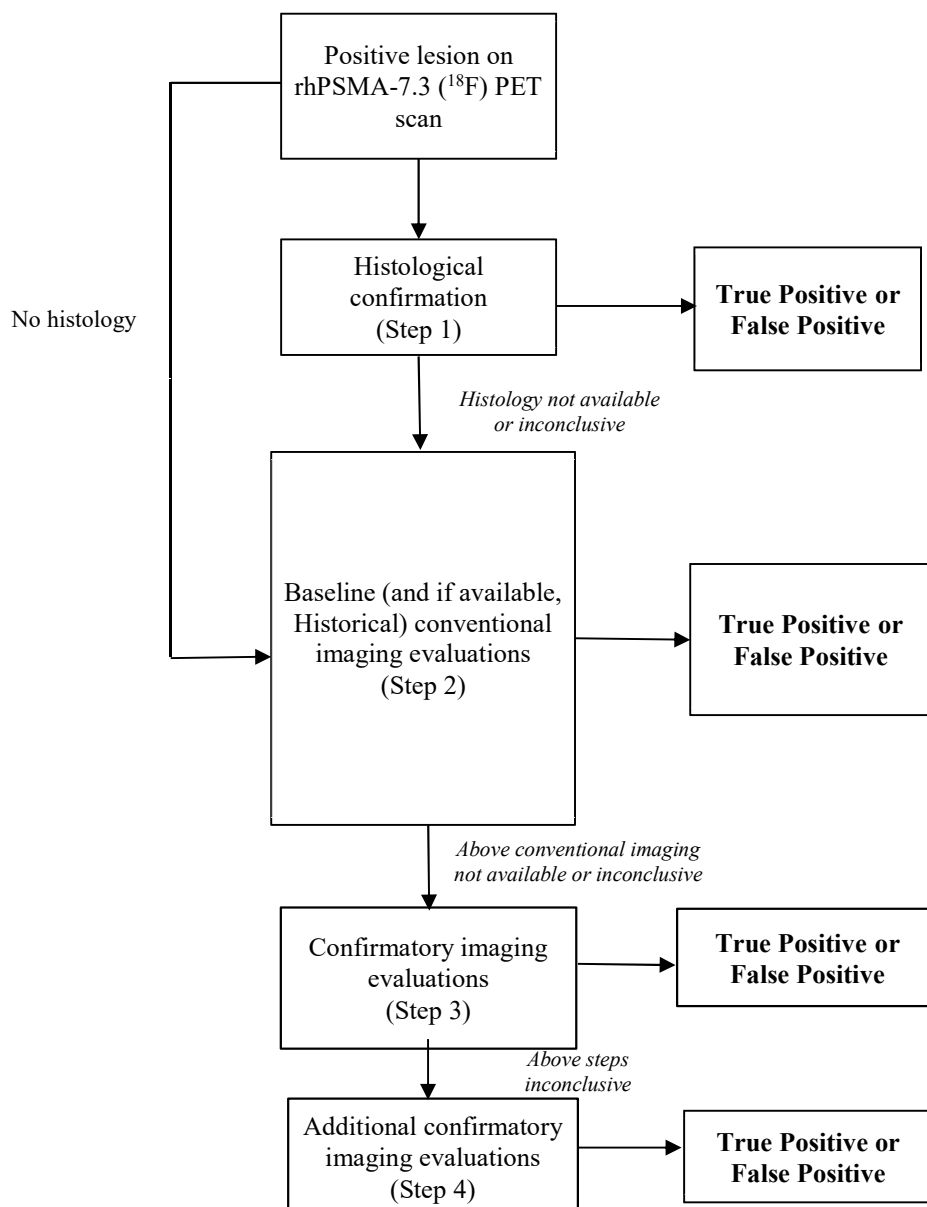 Positive lesion on
rhPSMA-7.3 (¹⁸F) PET
scan
Histological
confirmation
(Step 1)
True Positive or
False Positive
No histology
Histology not available
or inconclusive
Baseline (and if available,
Historical) conventional
imaging evaluations
(Step 2)
True Positive or
False Positive
Above conventional imaging
not available or inconclusive
Confirmatory imaging
evaluations
(Step 3)
True Positive or
False Positive
Above steps
inconclusive
Additional confirmatory
imaging evaluations
(Step 4)
True Positive or
False Positive